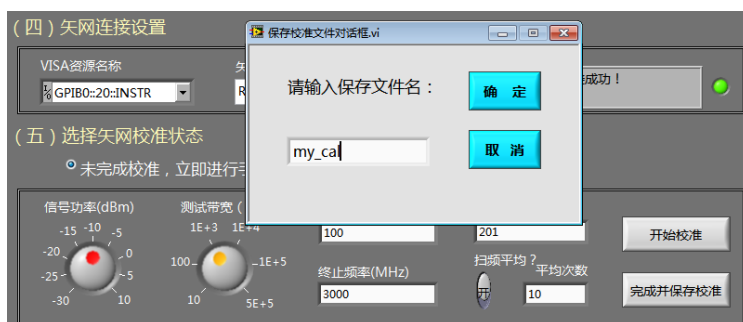 (四)矢网连接设置
保存校准文件对话框.vi
VISA资源名称
GPIB0::20::INSTR
请输入保存文件名:
确 定
成功!
(五)选择矢网校准状态
my_cal
取 消
未完成校准,立即进行
信号功率(dBm)
测试带宽(
-15 -10 -5
-20 0
-25 5
-30 10
1E+3 1E+4
100 1E+5
10 5E+5
100
201
开始校准
终止频率(MHz)
3000
扫频平均?
平均次数
开
10
完成并保存校准